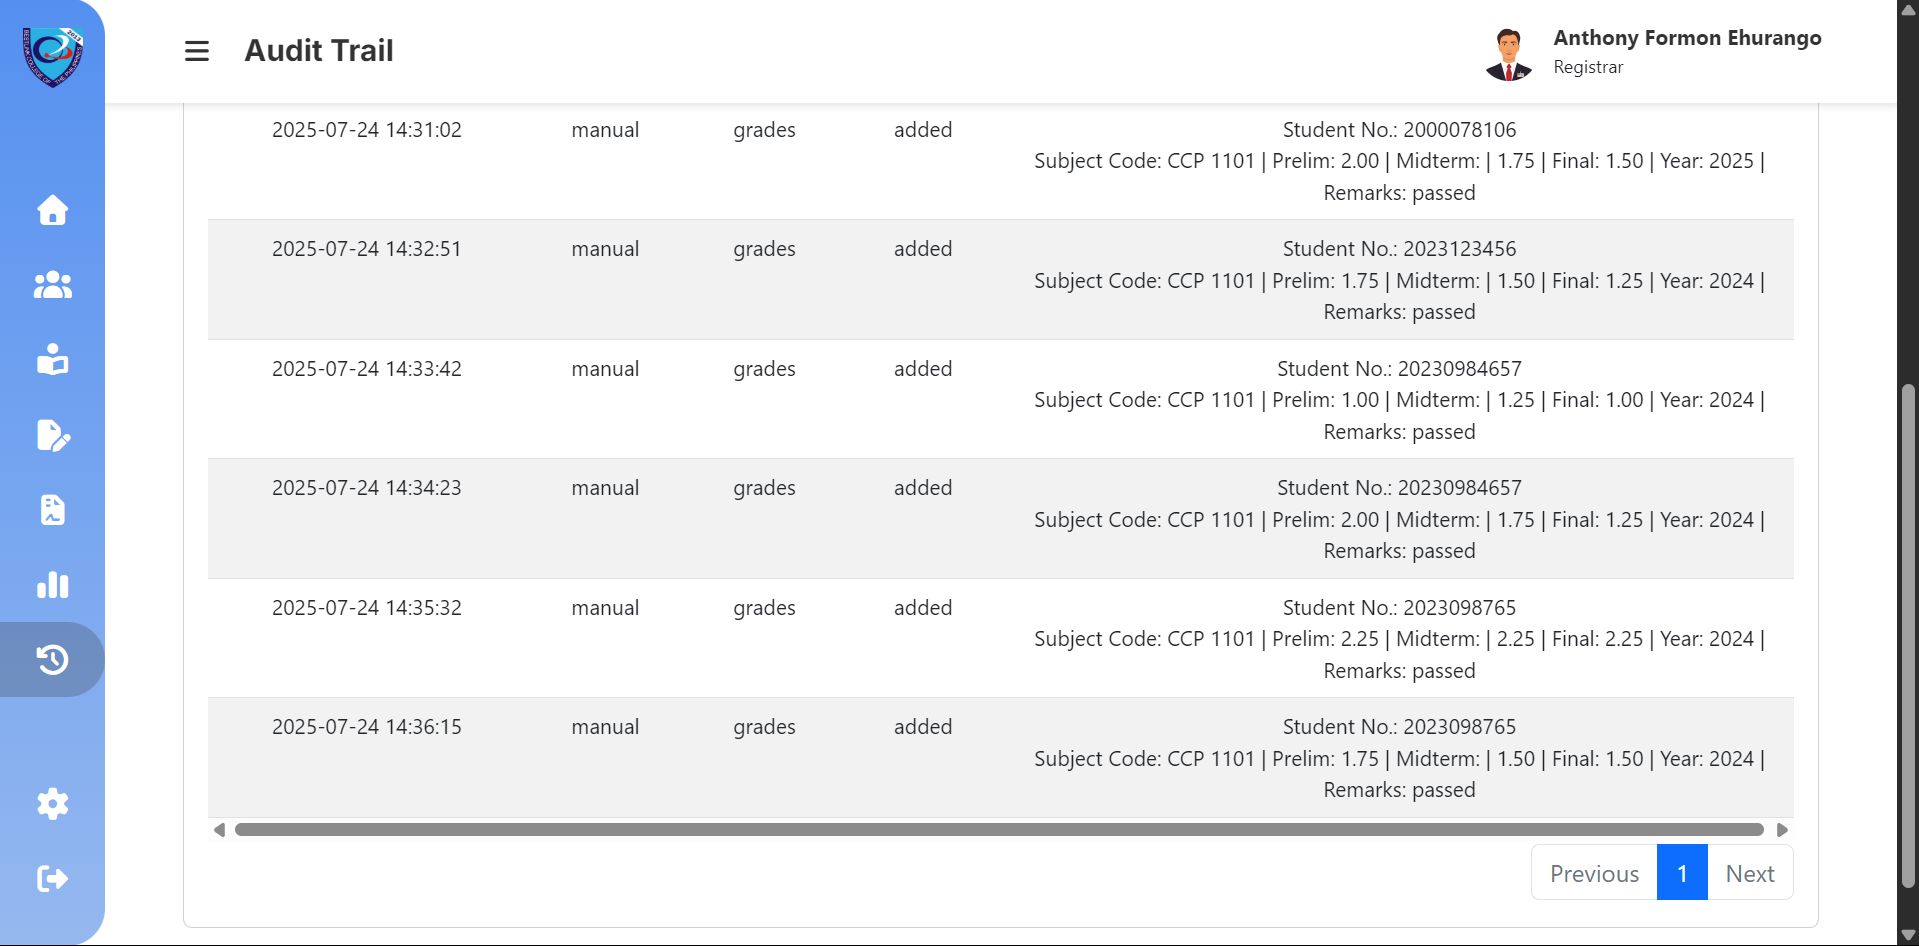 2013
BESTLINK COLLEGE OF THE PHILIPPINES
Audit Trail
Anthony Formon Ehurango
Registrar
2025-07-24 14:31:02 manual grades added Student No.: 2000078106
Subject Code: CCP 1101 | Prelim: 2.00 | Midterm: | 1.75 | Final: 1.50 | Year: 2025 |
Remarks: passed
2025-07-24 14:32:51 manual grades added Student No.: 2023123456
Subject Code: CCP 1101 | Prelim: 1.75 | Midterm: | 1.50 | Final: 1.25 | Year: 2024 |
Remarks: passed
2025-07-24 14:33:42 manual grades added Student No.: 20230984657
Subject Code: CCP 1101 | Prelim: 1.00 | Midterm: | 1.25 | Final: 1.00 | Year: 2024 |
Remarks: passed
2025-07-24 14:34:23 manual grades added Student No.: 20230984657
Subject Code: CCP 1101 | Prelim: 2.00 | Midterm: | 1.75 | Final: 1.25 | Year: 2024 |
Remarks: passed
2025-07-24 14:35:32 manual grades added Student No.: 2023098765
Subject Code: CCP 1101 | Prelim: 2.25 | Midterm: | 2.25 | Final: 2.25 | Year: 2024 |
Remarks: passed
2025-07-24 14:36:15 manual grades added Student No.: 2023098765
Subject Code: CCP 1101 | Prelim: 1.75 | Midterm: | 1.50 | Final: 1.50 | Year: 2024 |
Remarks: passed
Previous 1 Next